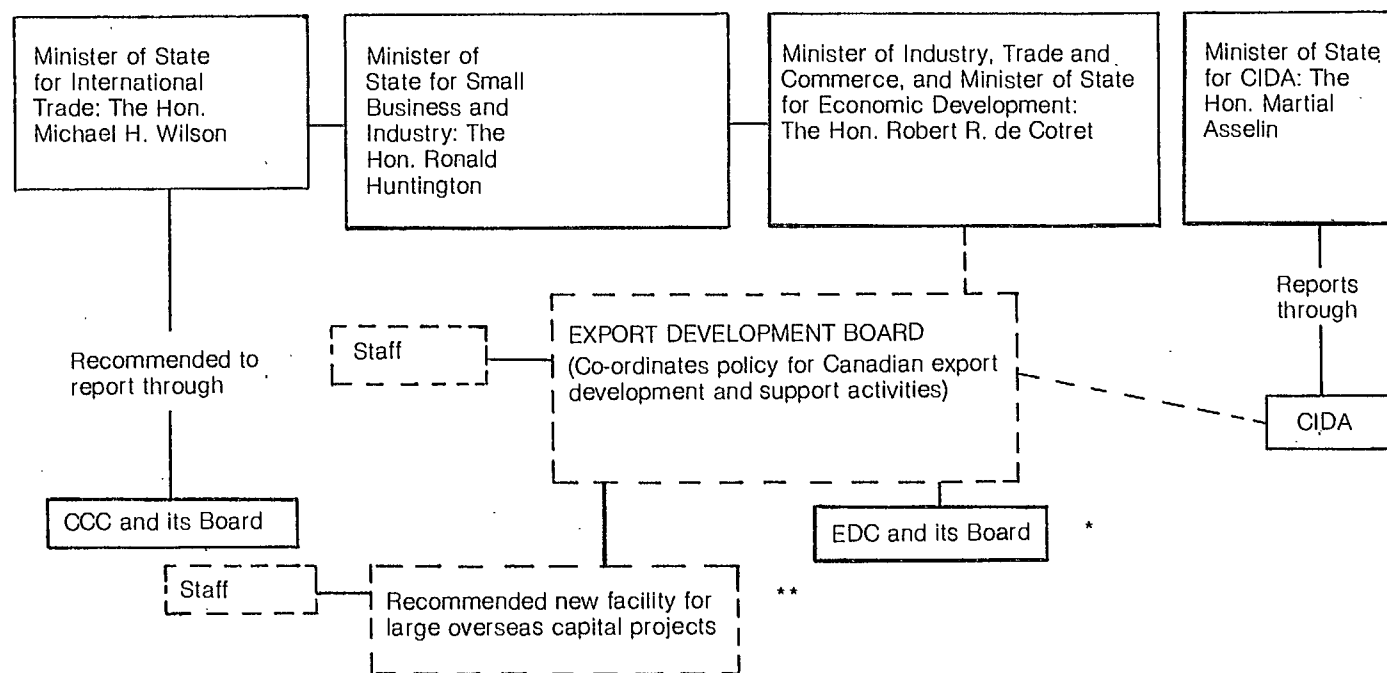 Minister of State
for International
Trade: The Hon.
Michael H. Wilson
Minister of
State for Small
Business and
Industry: The
Hon. Ronald
Huntington
Minister of Industry, Trade and
Commerce, and Minister of State
for Economic Development:
The Hon. Robert R. de Cotret
Minister of State
for CIDA: The
Hon. Martial
Asselin
Reports
through
Recommended to
report through
Staff
EXPORT DEVELOPMENT BOARD
(Co-ordinates policy for Canadian export
development and support activities)
CIDA
CCC and its Board
EDC and its Board *
Staff
Recommended new facility for
large overseas capital projects
**